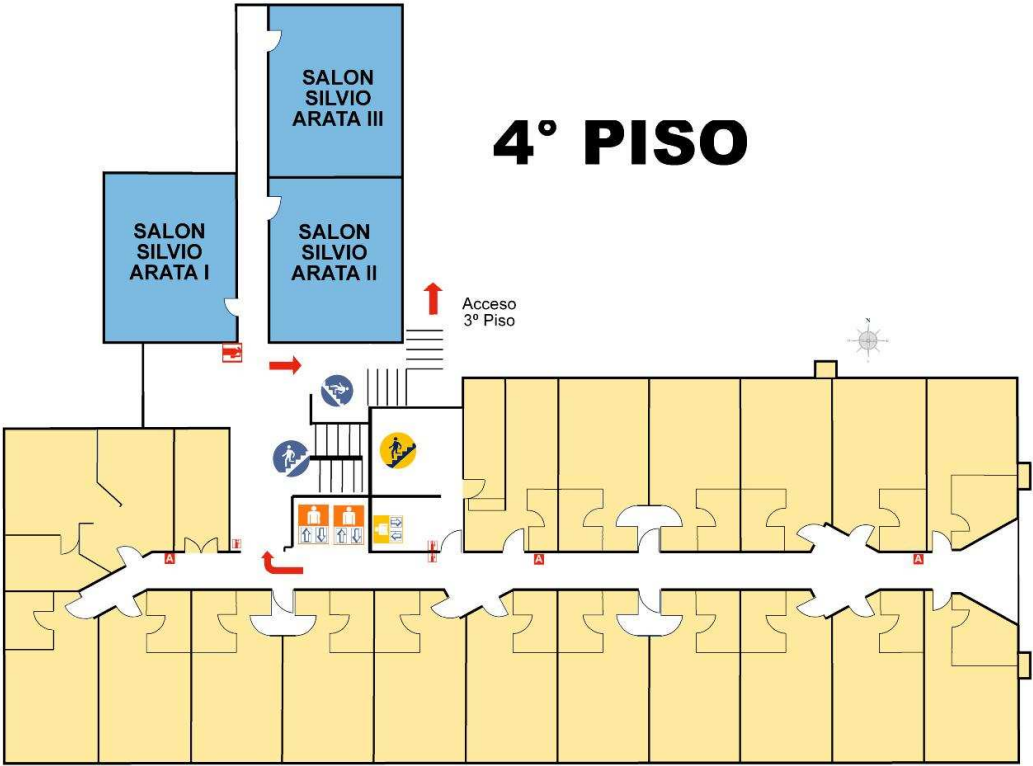 SALON
SILVIO
ARATA III
4° PISO
SALON
SILVIO
ARATA I
SALON
SILVIO
ARATA II
Acceso
3º Piso
N
A
A
A